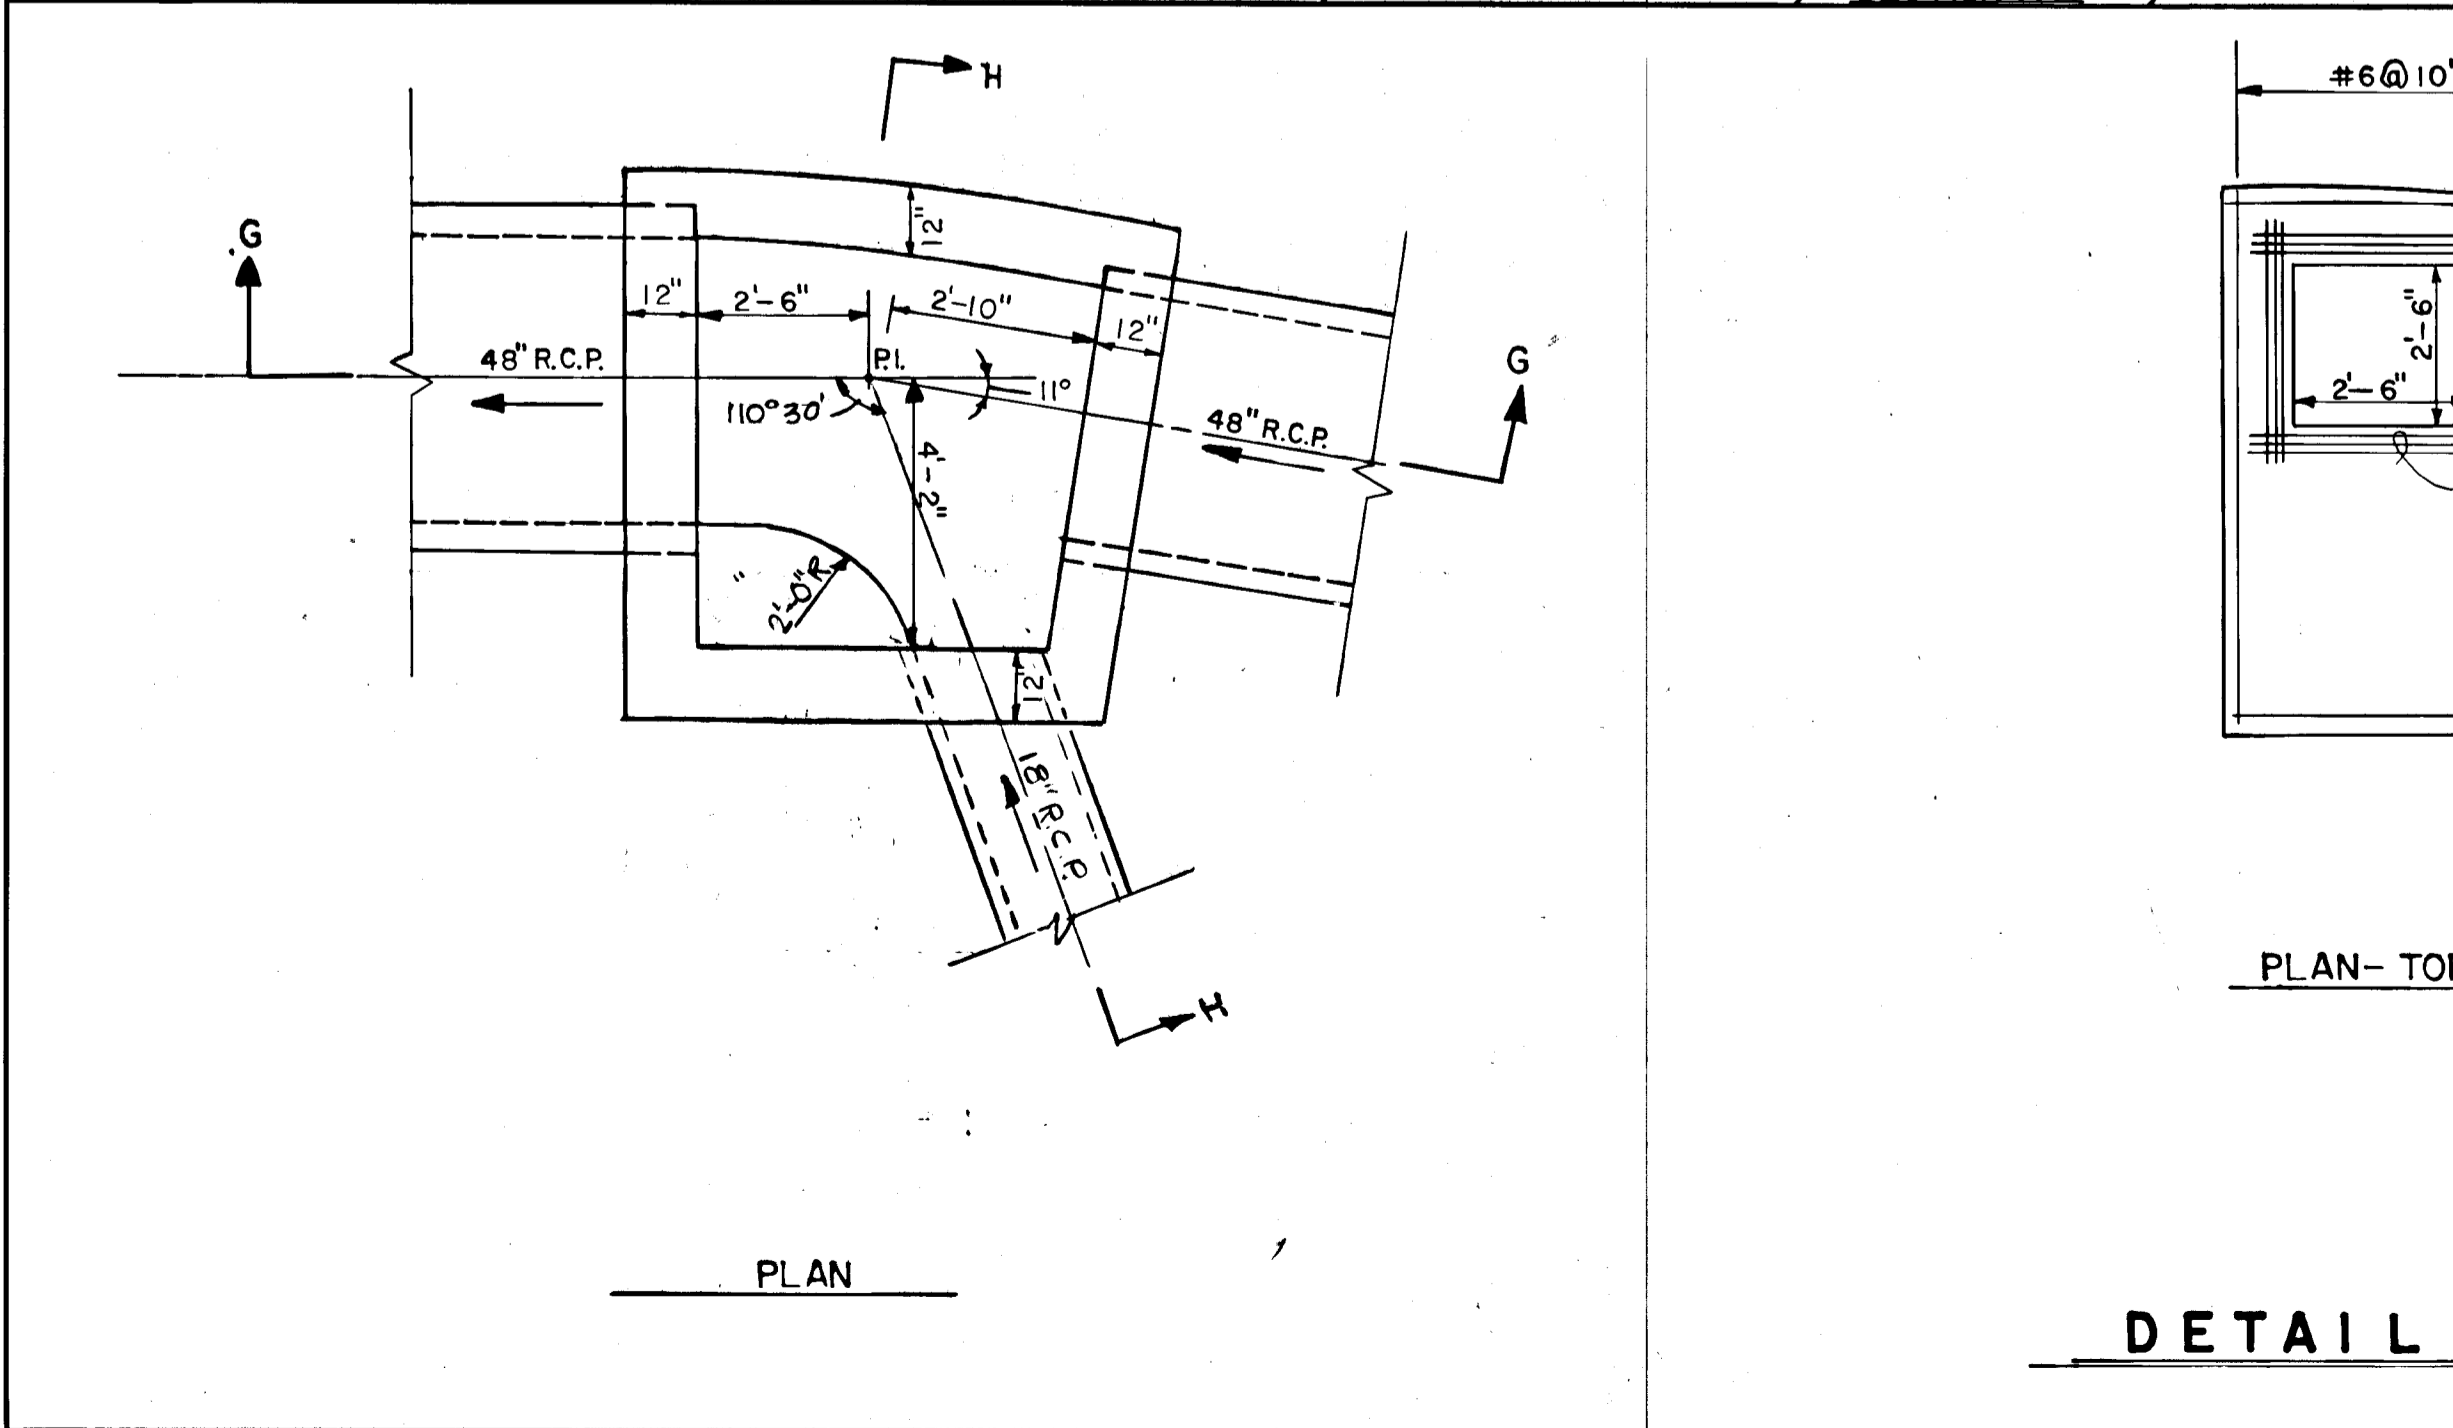 H
#6@10"
G
12"
12"
2'-6"
2'-10"
12"
2'-6"
48" R.C.P.
P.I.
G
11°
2'-6"
110°30'
48" R.C.P.
4'-2"
2'-0" R
12"
18" R.C.P.
PLAN-
H
PLAN
DETAIL